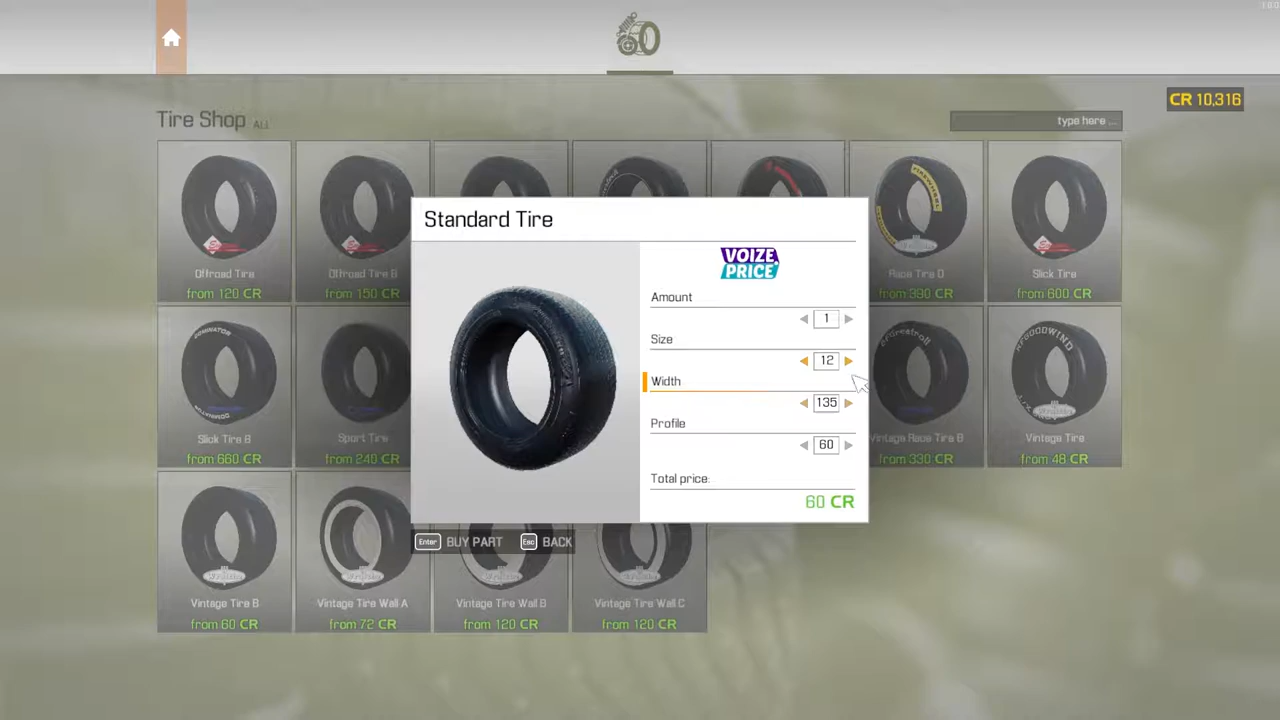 Tire Shop ALL
type here ...
CR 10,316
Offroad Tire
from 120 CR
Offroad Tire B
from 150 CR
FIREWHEEL
Race Tire D
from 390 CR
Slick Tire
from 600 CR
Standard Tire
VOIZE
PRICE
Amount
1
Size
12
Width
135
Profile
60
Total price:
60 CR
DOMINATOR
DOMINATOR
Slick Tire B
from 660 CR
Sport Tire
from 240 CR
Vintage Race Tire B
from 330 CR
Vintage Tire
from 48 CR
Enter BUY PART
Esc BACK
Vintage Tire B
from 60 CR
Vintage Tire Wall A
from 72 CR
Vintage Tire Wall B
from 120 CR
Vintage Tire Wall C
from 120 CR